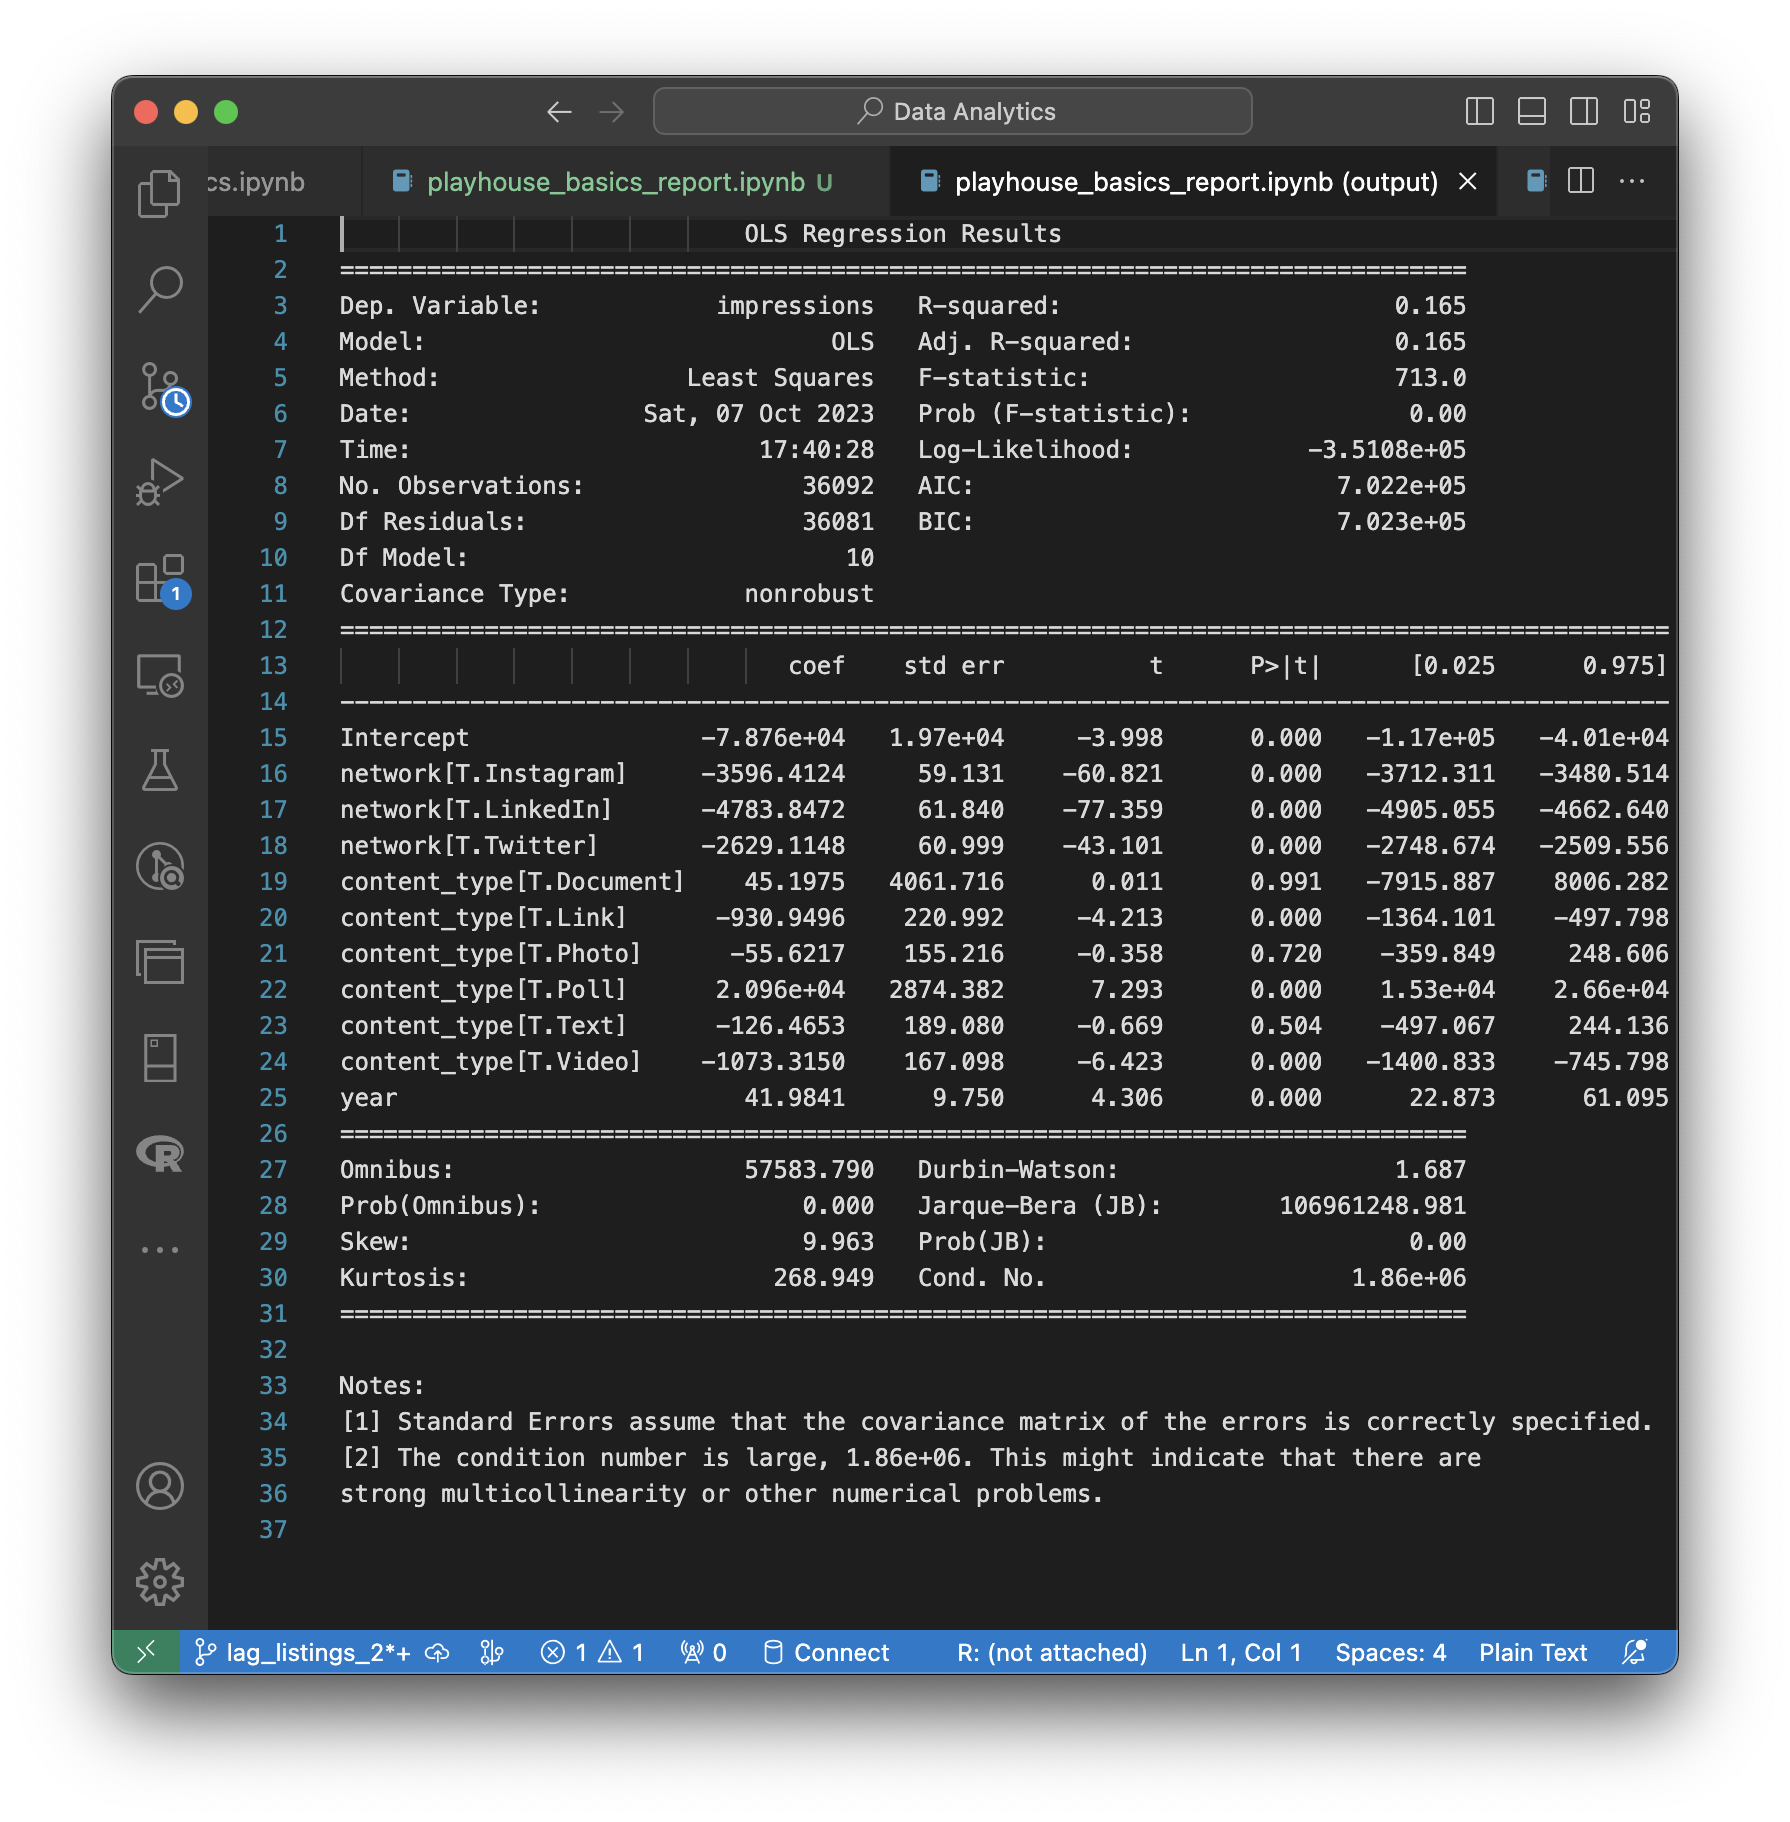 Data Analytics
cs.ipynb playhouse_basics_report.ipynb U playhouse_basics_report.ipynb (output)
1 OLS Regression Results
2 ==============================================================================
3 Dep. Variable: impressions R-squared: 0.165
4 Model: OLS Adj. R-squared: 0.165
5 Method: Least Squares F-statistic: 713.0
6 Date: Sat, 07 Oct 2023 Prob (F-statistic): 0.00
7 Time: 17:40:28 Log-Likelihood: -3.5108e+05
8 No. Observations: 36092 AIC: 7.022e+05
9 Df Residuals: 36081 BIC: 7.023e+05
10 Df Model: 10
11 Covariance Type: nonrobust
12 ============================================================================================
13 coef std err t P>|t| [0.025 0.975]
14 --------------------------------------------------------------------------------------------
15 Intercept -7.876e+04 1.97e+04 -3.998 0.000 -1.17e+05 -4.01e+04
16 network[T.Instagram] -3596.4124 59.131 -60.821 0.000 -3712.311 -3480.514
17 network[T.LinkedIn] -4783.8472 61.840 -77.359 0.000 -4905.055 -4662.640
18 network[T.Twitter] -2629.1148 60.999 -43.101 0.000 -2748.674 -2509.556
19 content_type[T.Document] 45.1975 4061.716 0.011 0.991 -7915.887 8006.282
20 content_type[T.Link] -930.9496 220.992 -4.213 0.000 -1364.101 -497.798
21 content_type[T.Photo] -55.6217 155.216 -0.358 0.720 -359.849 248.606
22 content_type[T.Poll] 2.096e+04 2874.382 7.293 0.000 1.53e+04 2.66e+04
23 content_type[T.Text] -126.4653 189.080 -0.669 0.504 -497.067 244.136
24 content_type[T.Video] -1073.3150 167.098 -6.423 0.000 -1400.833 -745.798
25 year 41.9841 9.750 4.306 0.000 22.873 61.095
26 ==============================================================================
27 Omnibus: 57583.790 Durbin-Watson: 1.687
28 Prob(Omnibus): 0.000 Jarque-Bera (JB): 106961248.981
29 Skew: 9.963 Prob(JB): 0.00
30 Kurtosis: 268.949 Cond. No. 1.86e+06
31 ==============================================================================
32
33 Notes:
34 [1] Standard Errors assume that the covariance matrix of the errors is correctly specified.
35 [2] The condition number is large, 1.86e+06. This might indicate that there are
36 strong multicollinearity or other numerical problems.
37
1
R
lag_listings_2*+ 1 1 0 Connect R: (not attached) Ln 1, Col 1 Spaces: 4 Plain Text